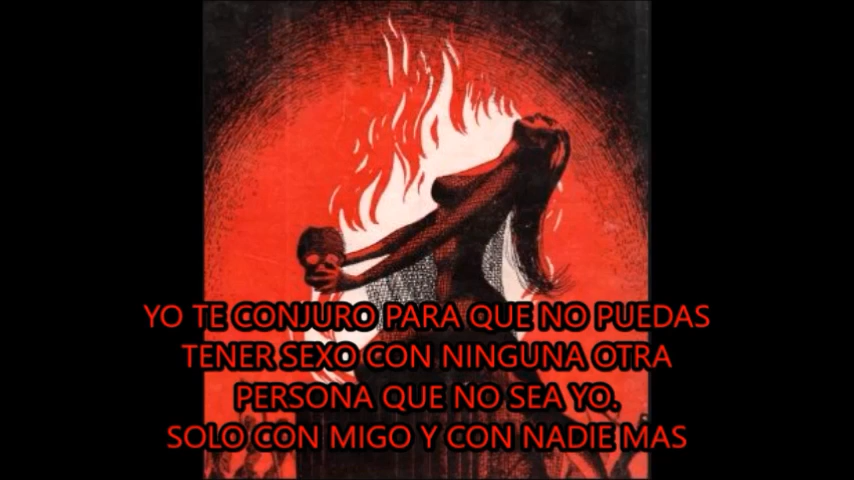 YO TE CONJURO PARA QUE NO PUEDAS
TENER SEXO CON NINGUNA OTRA
PERSONA QUE NO SEA YO.
SOLO CON MIGO Y CON NADIE MAS